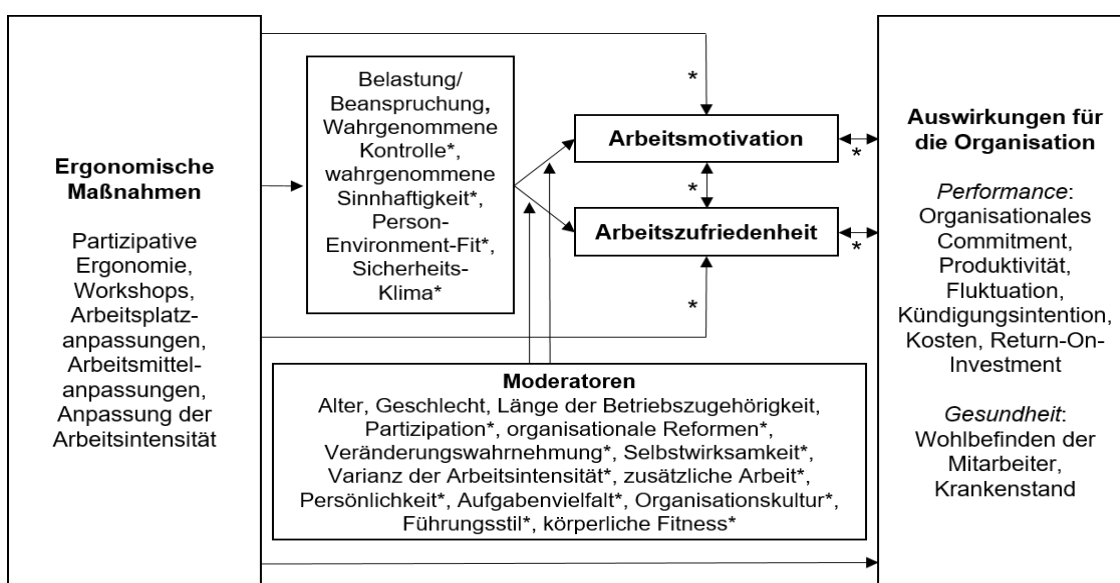 Ergonomische
Maßnahmen
Partizipative
Ergonomie,
Workshops,
Arbeitsplatz-
anpassungen,
Arbeitsmittel-
anpassungen,
Anpassung der
Arbeitsintensität
Belastung/
Beanspruchung,
Wahrgenommene
Kontrolle*,
wahrgenommene
Sinnhaftigkeit*,
Person-
Environment-Fit*,
Sicherheits-
Klima*
*
Arbeitsmotivation
*
*
Arbeitszufriedenheit
*
*
Moderatoren
Alter, Geschlecht, Länge der Betriebszugehörigkeit,
Partizipation*, organisationale Reformen*,
Veränderungswahrnehmung*, Selbstwirksamkeit*,
Varianz der Arbeitsintensität*, zusätzliche Arbeit*,
Persönlichkeit*, Aufgabenvielfalt*, Organisationskultur*,
Führungsstil*, körperliche Fitness*
Auswirkungen für
die Organisation
Performance:
Organisationales
Commitment,
Produktivität,
Fluktuation,
Kündigungsintention,
Kosten, Return-On-
Investment
Gesundheit:
Wohlbefinden der
Mitarbeiter,
Krankenstand